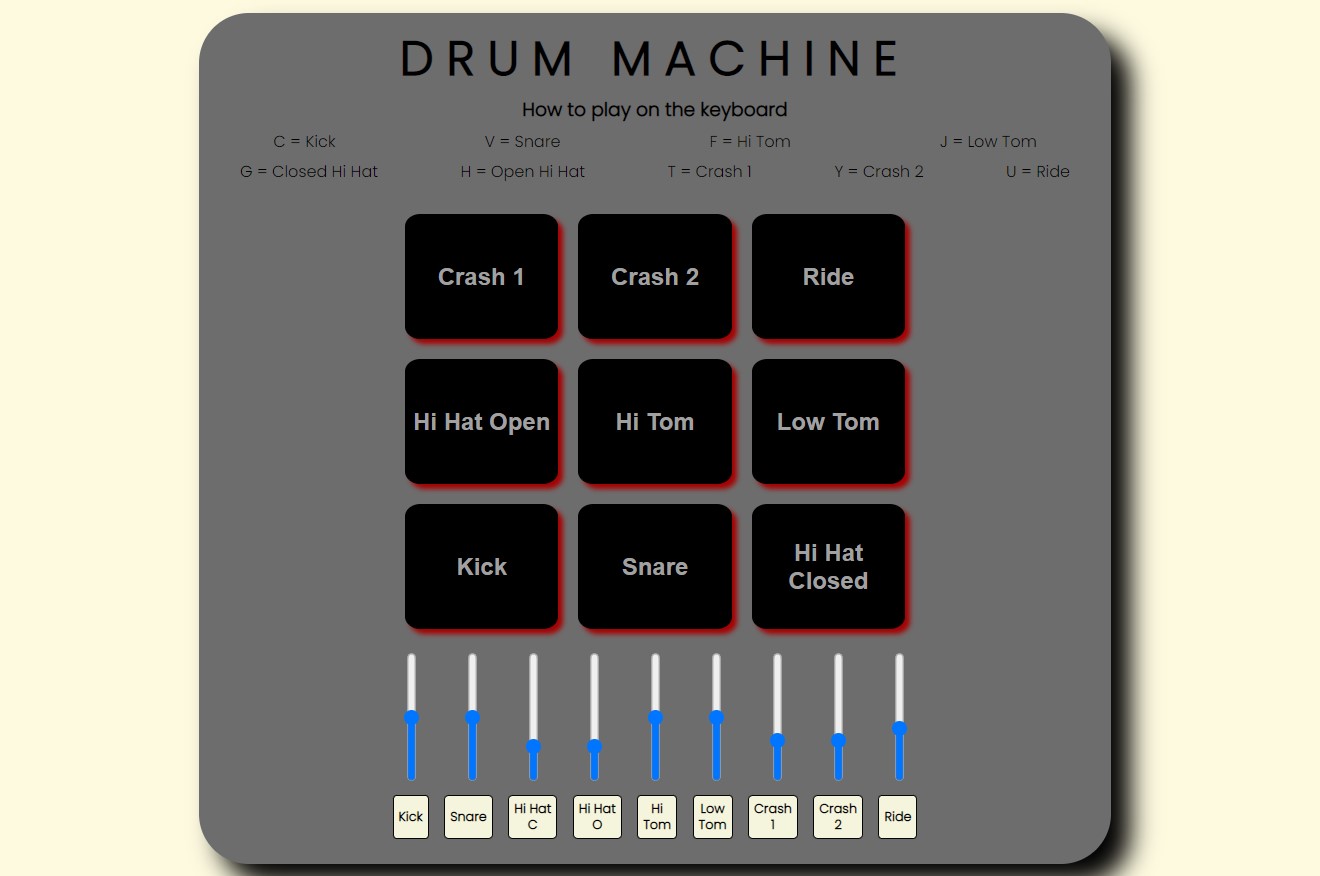 DRUM MACHINE
How to play on the keyboard
C = Kick V = Snare F = Hi Tom J = Low Tom
G = Closed Hi Hat H = Open Hi Hat T = Crash 1 Y = Crash 2 U = Ride
Crash 1
Crash 2
Ride
Hi Hat Open
Hi Tom
Low Tom
Kick
Snare
Hi Hat
Closed
Kick
Snare
Hi Hat
C
Hi Hat
O
Hi
Tom
Low
Tom
Crash
1
Crash
2
Ride